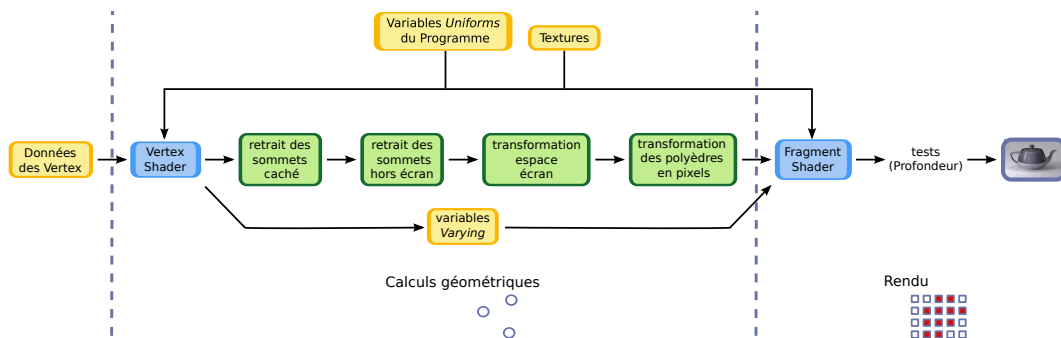 Variables Uniforms
du Programme
Textures
Données
des Vertex
Vertex
Shader
retrait des
sommets
caché
retrait des
sommets
hors écran
transformation
espace
écran
transformation
des polyèdres
en pixels
Fragment
Shader
tests
(Profondeur)
variables
Varying
Calculs géométriques
Rendu